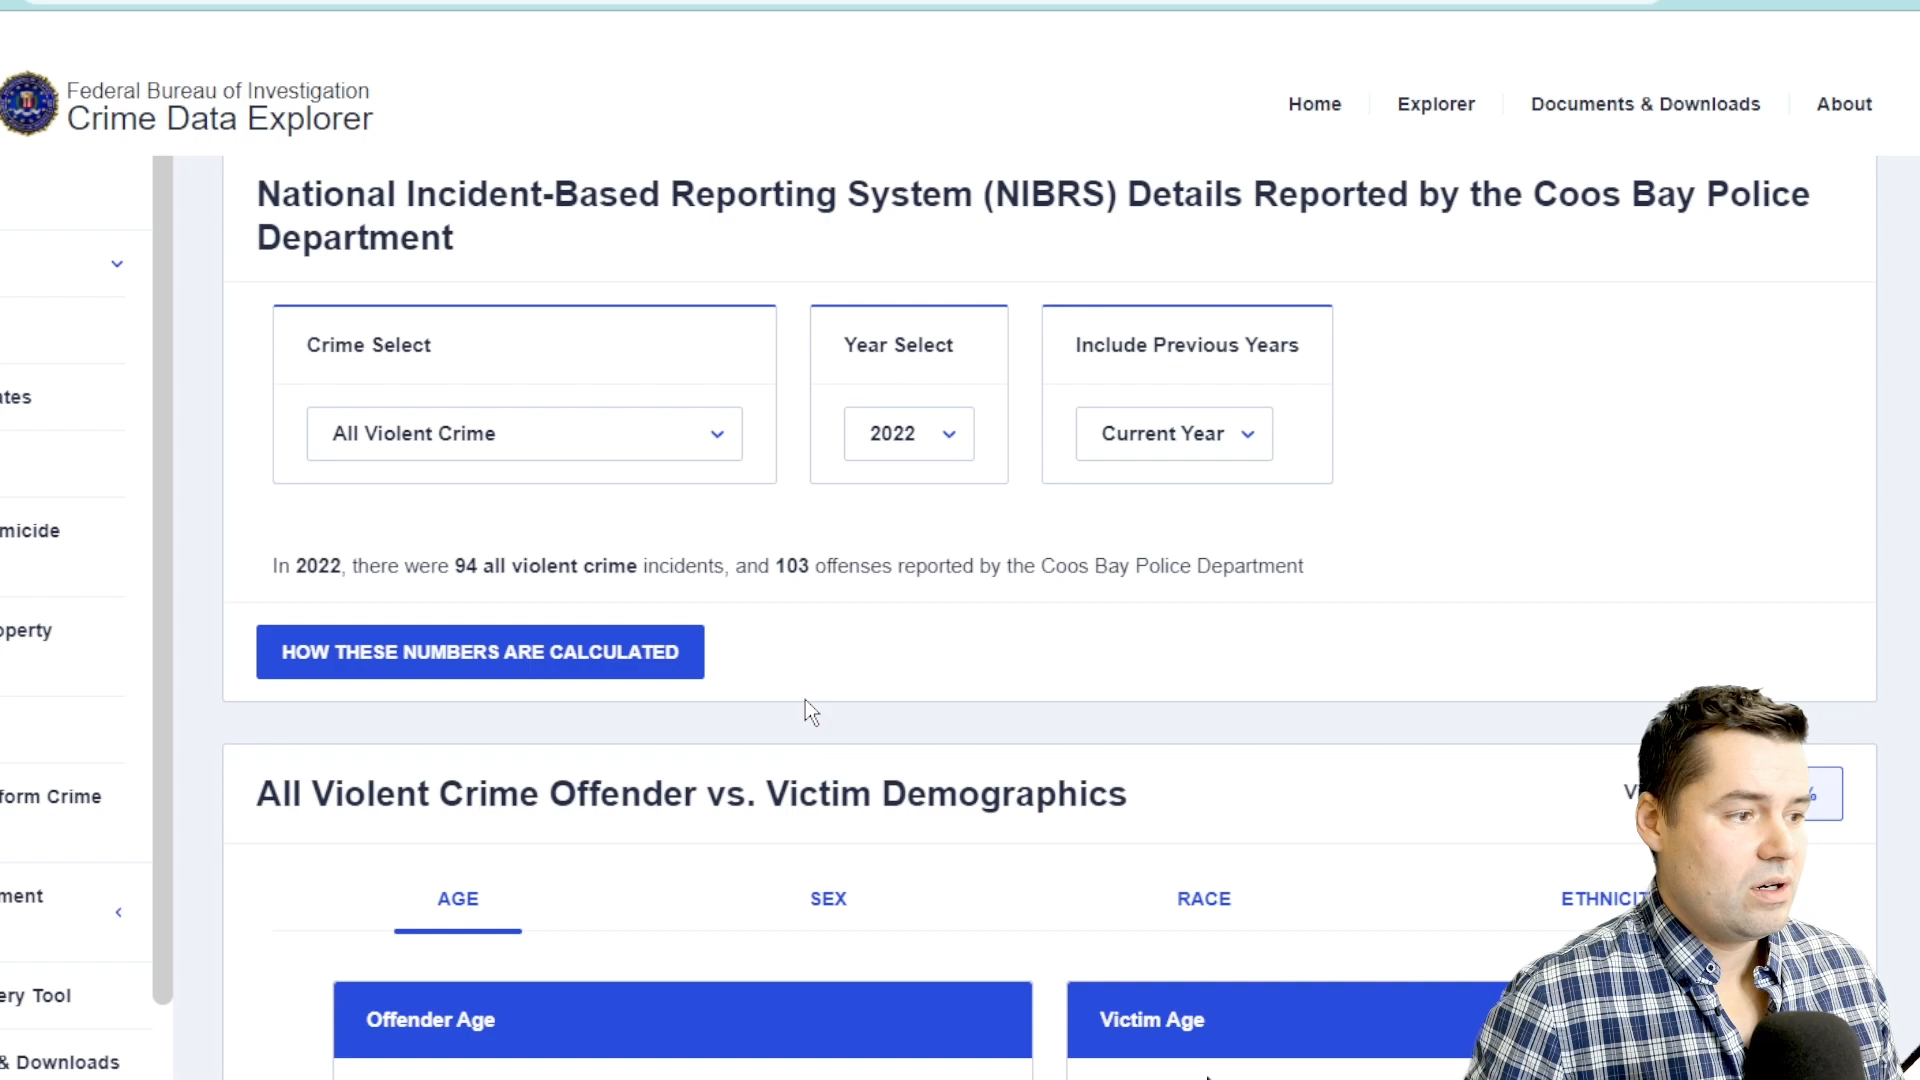 Federal Bureau of Investigation
Crime Data Explorer
Home
Explorer
Documents & Downloads
About
National Incident-Based Reporting System (NIBRS) Details Reported by the Coos Bay Police
Department
ates
micide
operty
form Crime
ment
ery Tool
& Downloads
Crime Select
Year Select
Include Previous Years
All Violent Crime
2022
Current Year
In 2022, there were 94 all violent crime incidents, and 103 offenses reported by the Coos Bay Police Department
HOW THESE NUMBERS ARE CALCULATED
All Violent Crime Offender vs. Victim Demographics
%
AGE
SEX
RACE
ETHNICIT
Offender Age
Victim Age